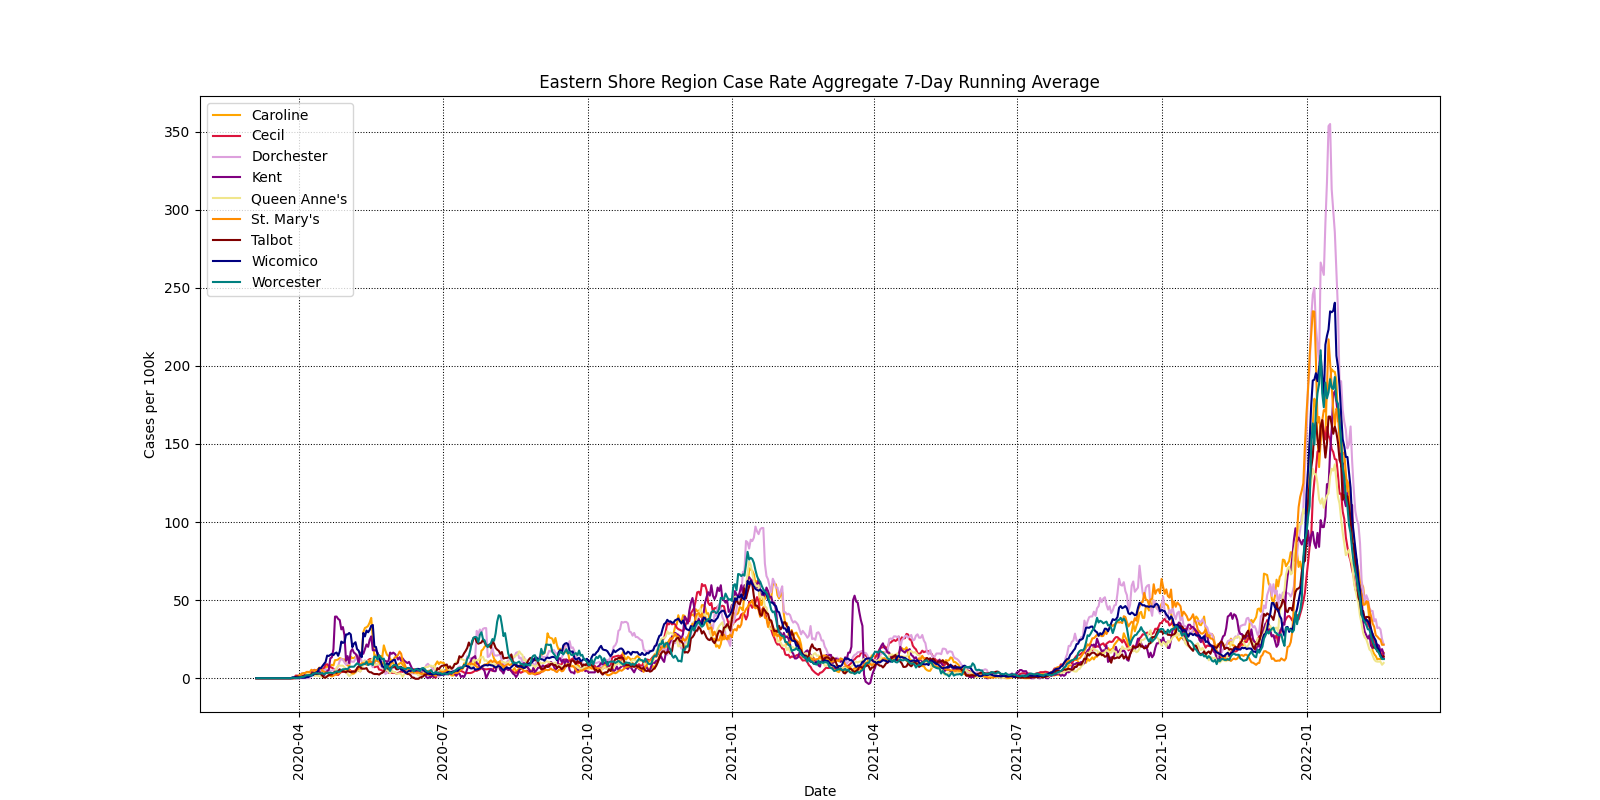 Eastern Shore Region Case Rate Aggregate 7-Day Running Average
Caroline
Cecil
Dorchester
Kent
Queen Anne's
St. Mary's
Talbot
Wicomico
Worcester
350
300
250
200
150
100
50
0
Cases per 100k
2020-04
2020-07
2020-10
2021-01
2021-04
2021-07
2021-10
2022-01
Date